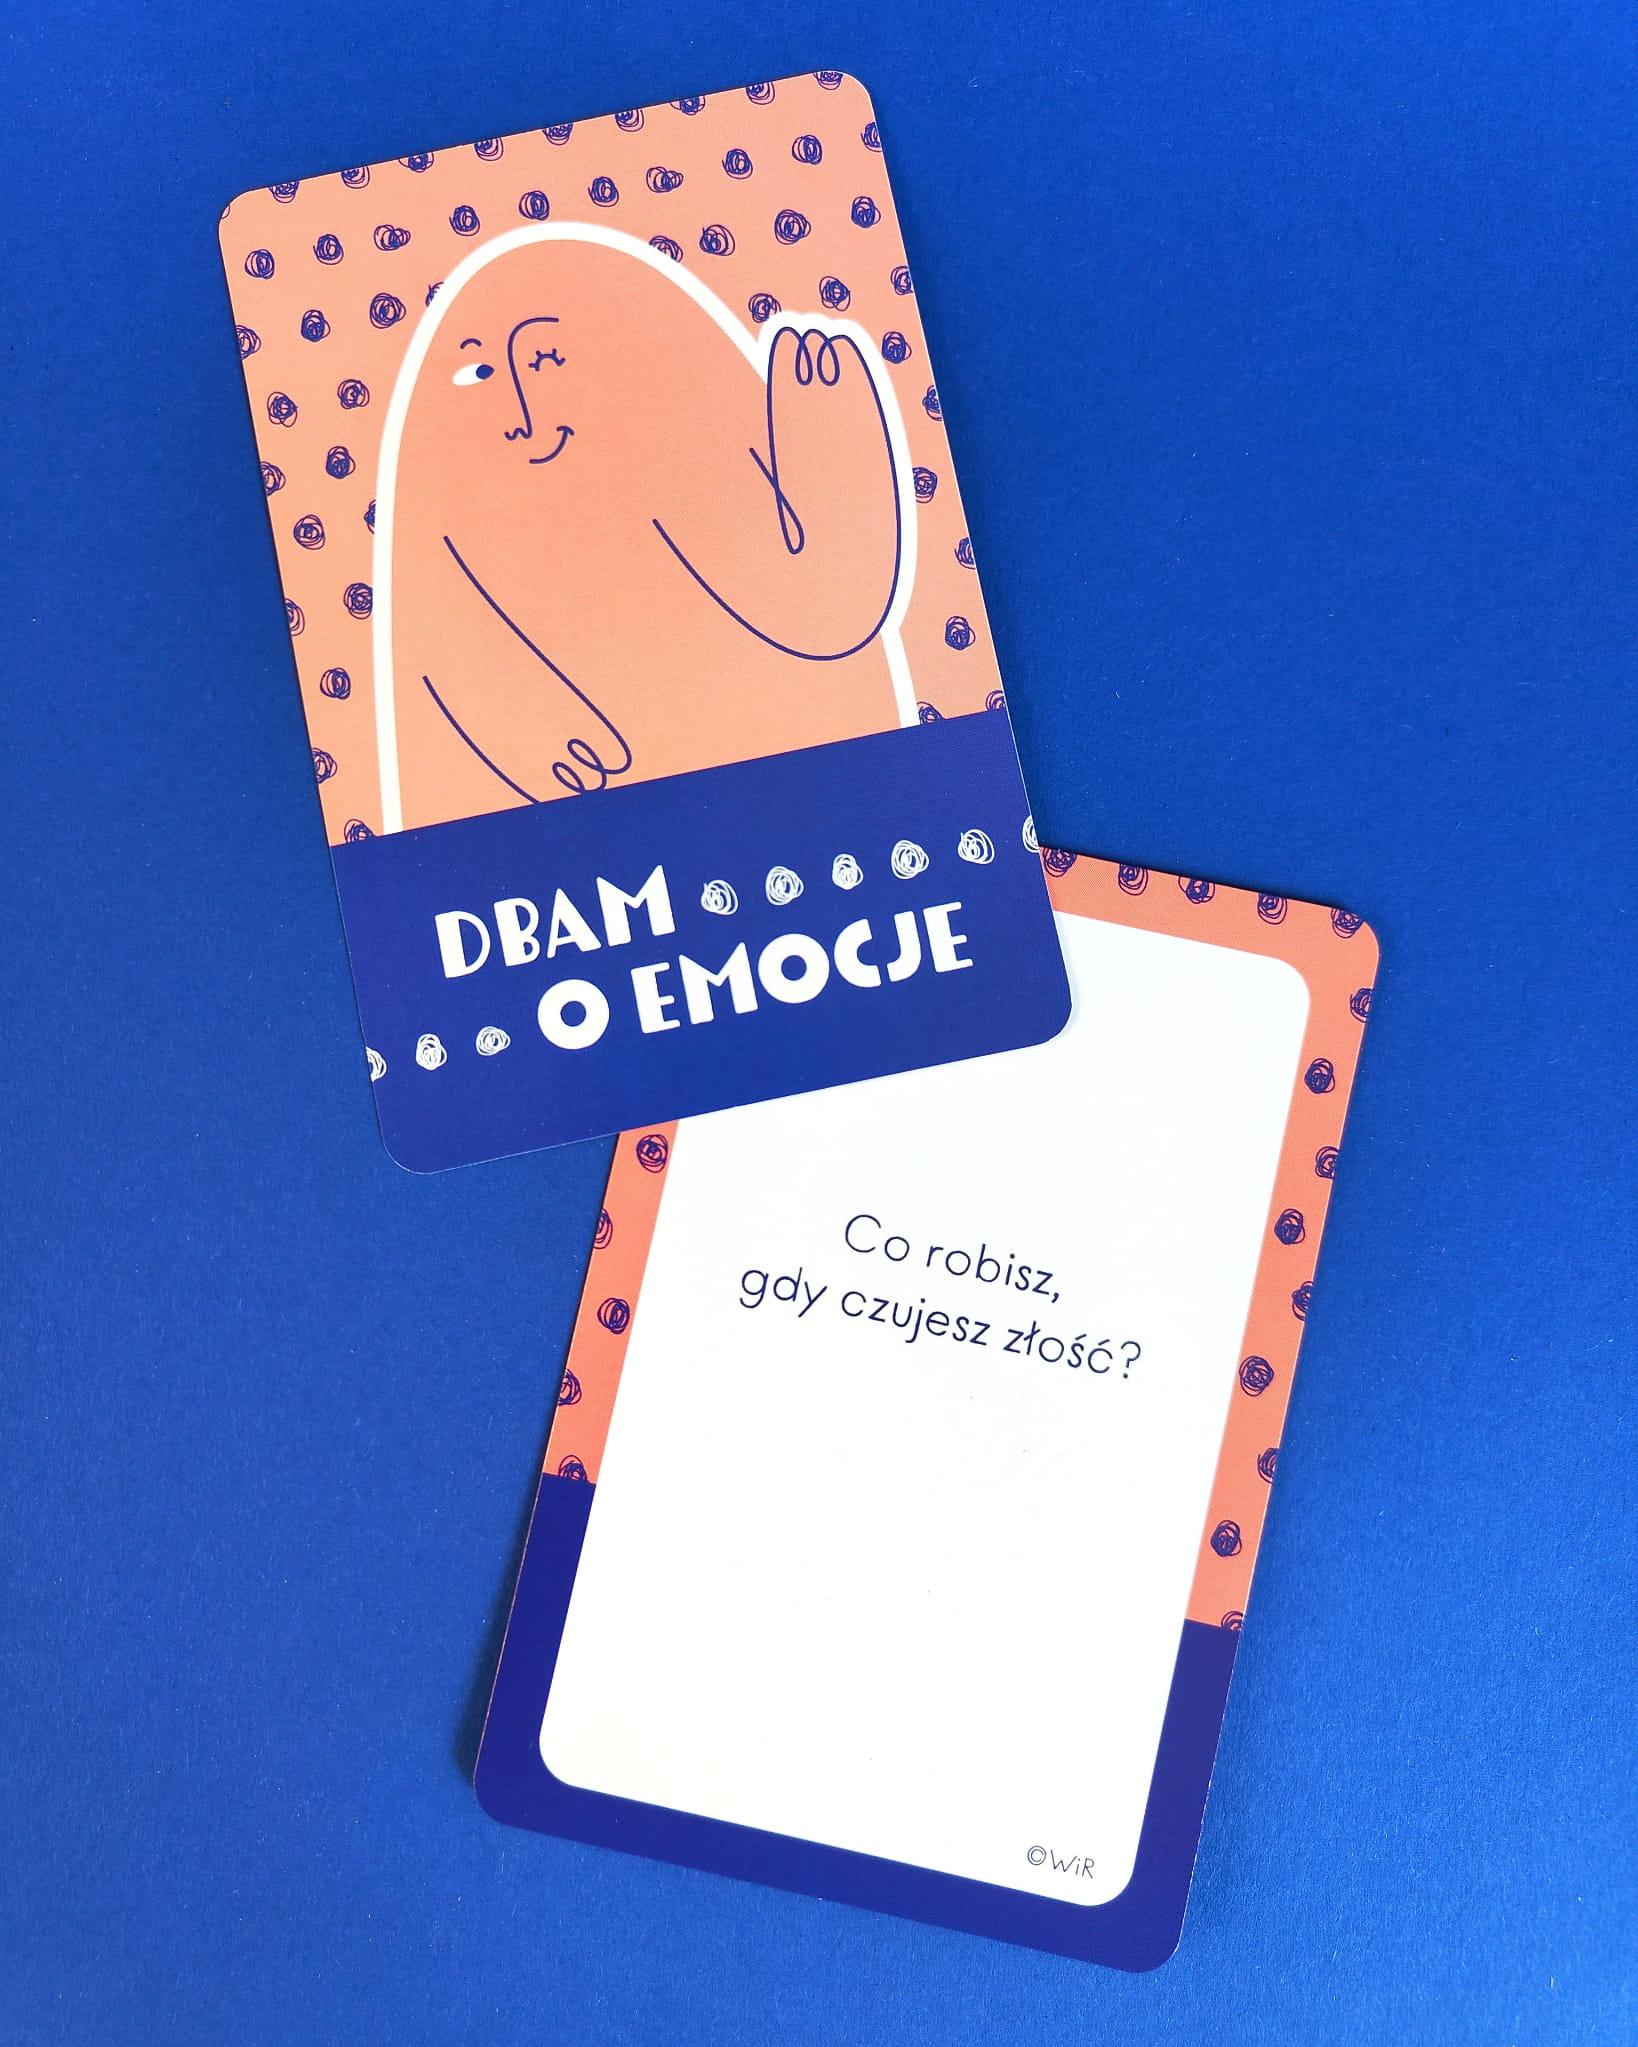 DBAM
O EMOCJE
Co robisz,
gdy czujesz złość?
©WiR